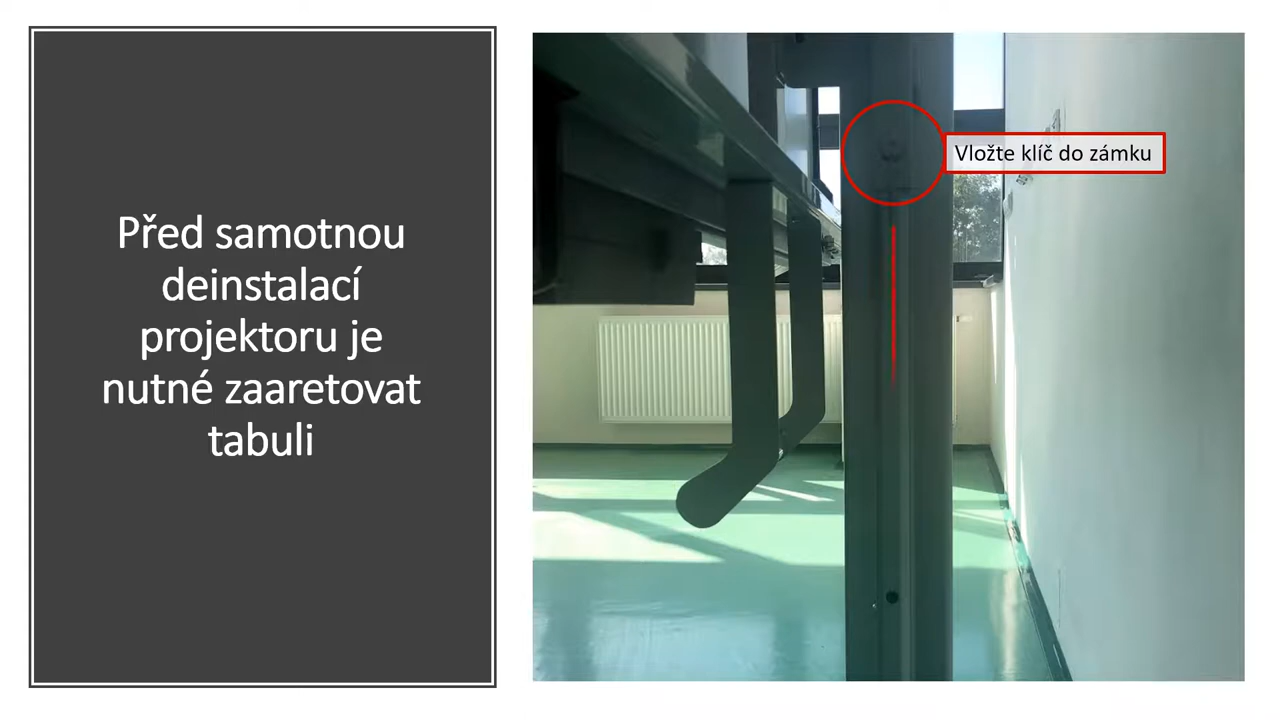 Před samotnou
deinstalací
projektoru je
nutné zaaretovat
tabuli
Vložte klíč do zámku